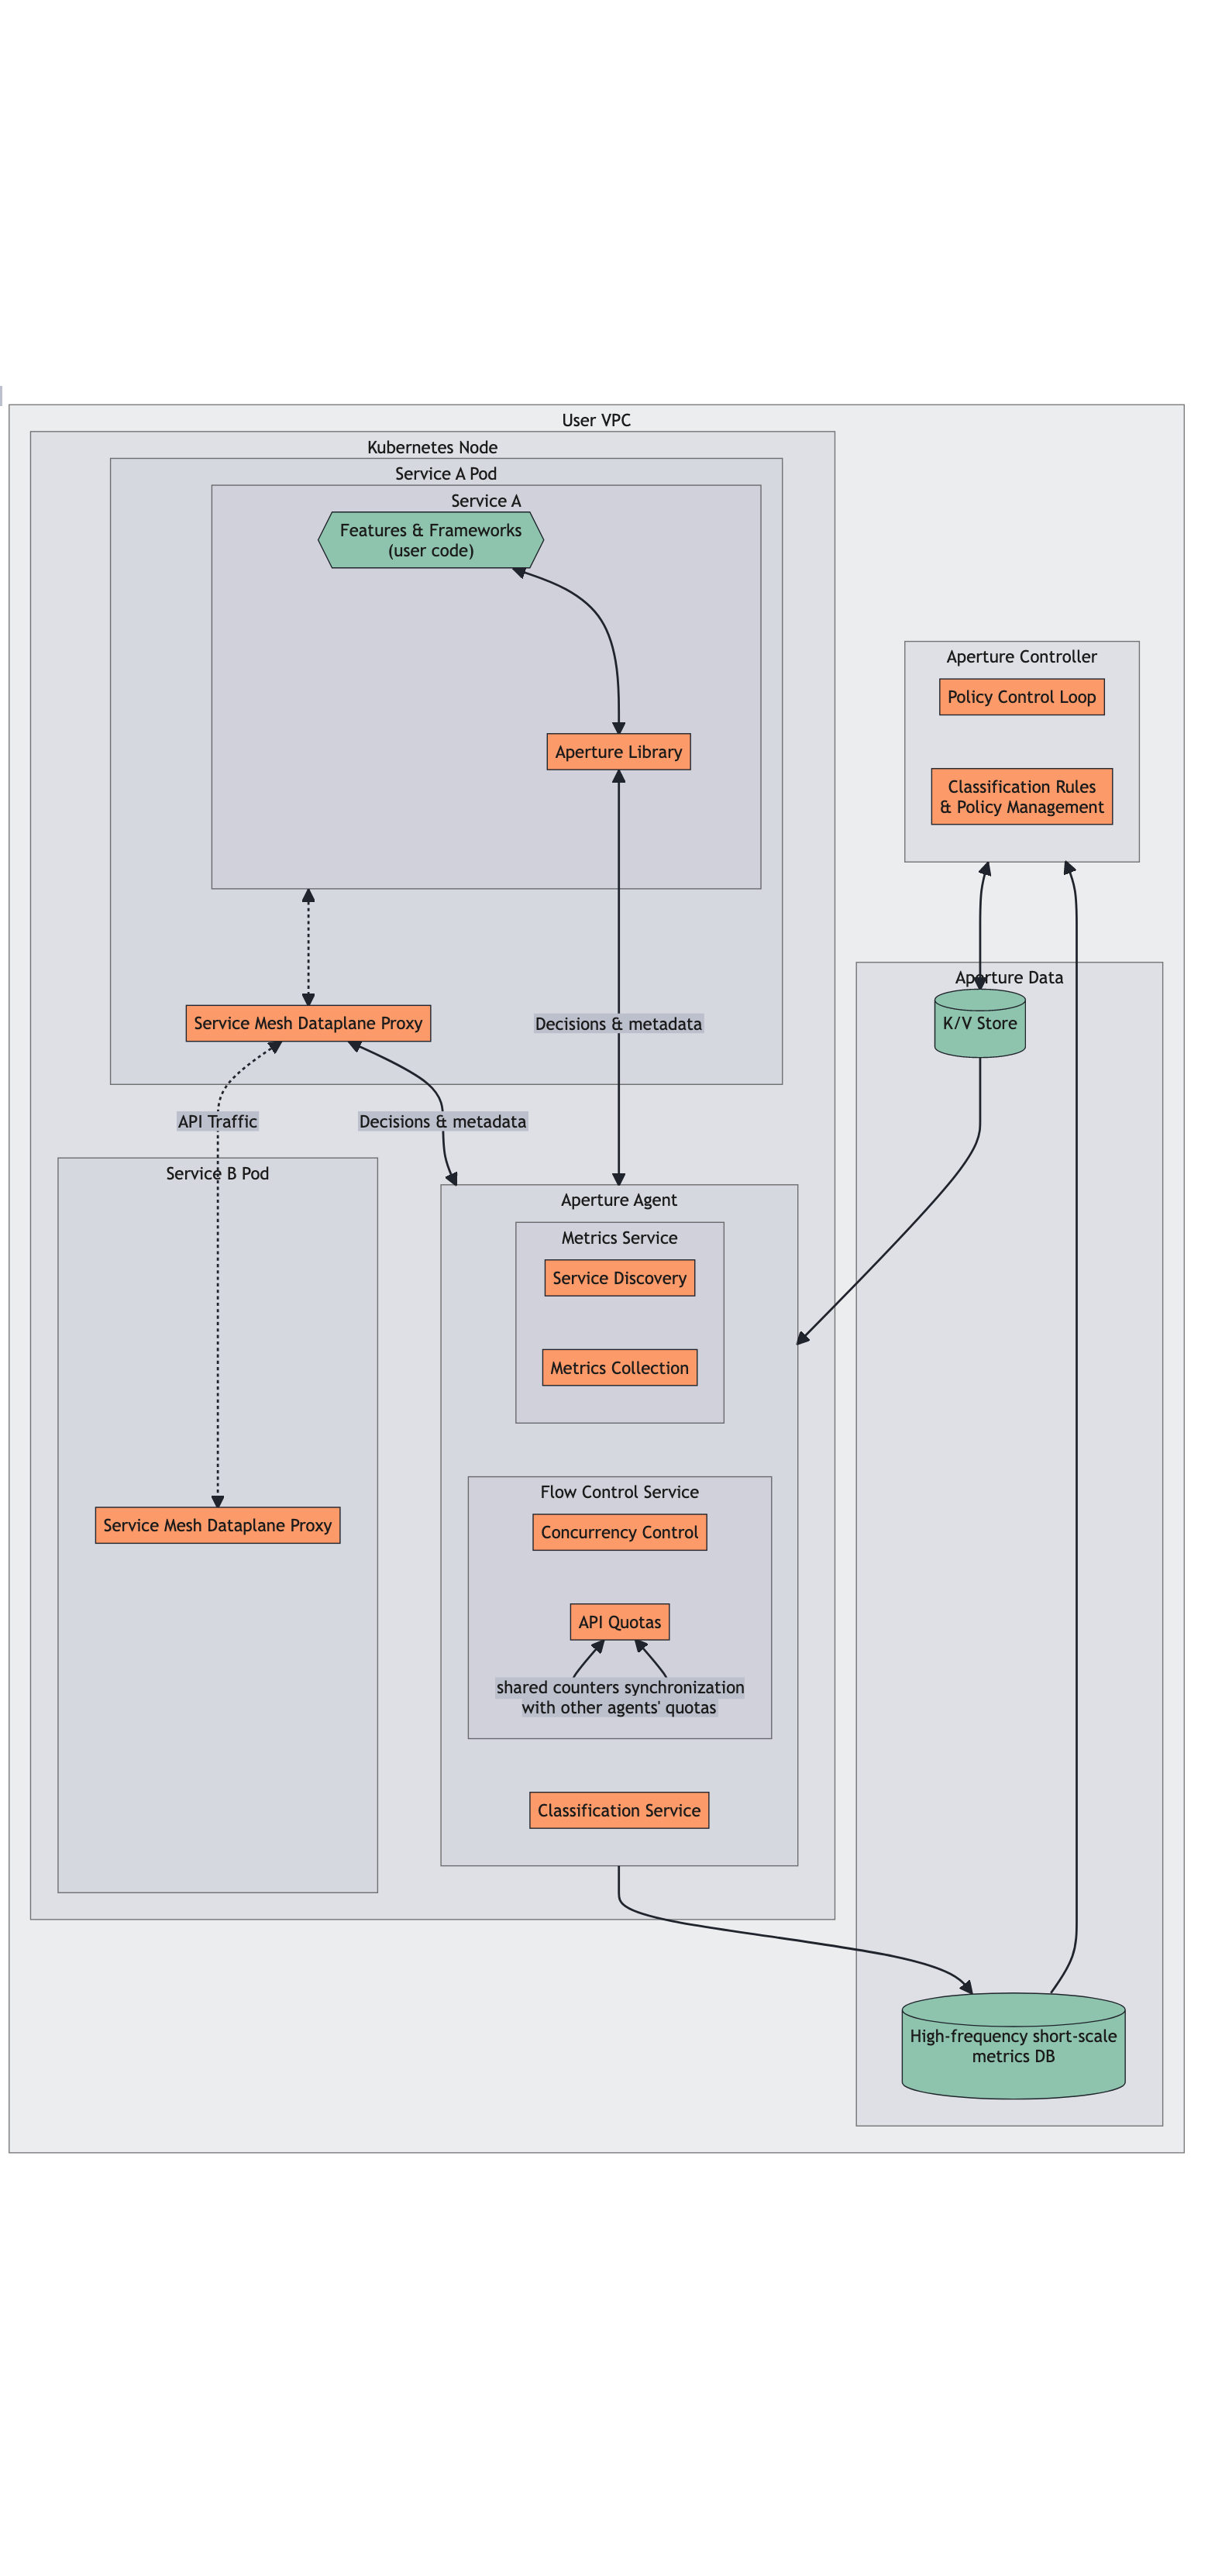 User VPC
Kubernetes Node
Service A Pod
Service A
Features & Frameworks
(user code)
Aperture Library
Aperture Controller
Policy Control Loop
Classification Rules
& Policy Management
Aperture Data
K/V Store
Service Mesh Dataplane Proxy
Decisions & metadata
API Traffic
Decisions & metadata
Service B Pod
Service Mesh Dataplane Proxy
Aperture Agent
Metrics Service
Service Discovery
Metrics Collection
Flow Control Service
Concurrency Control
API Quotas
shared counters synchronization
with other agents' quotas
Classification Service
High-frequency short-scale
metrics DB